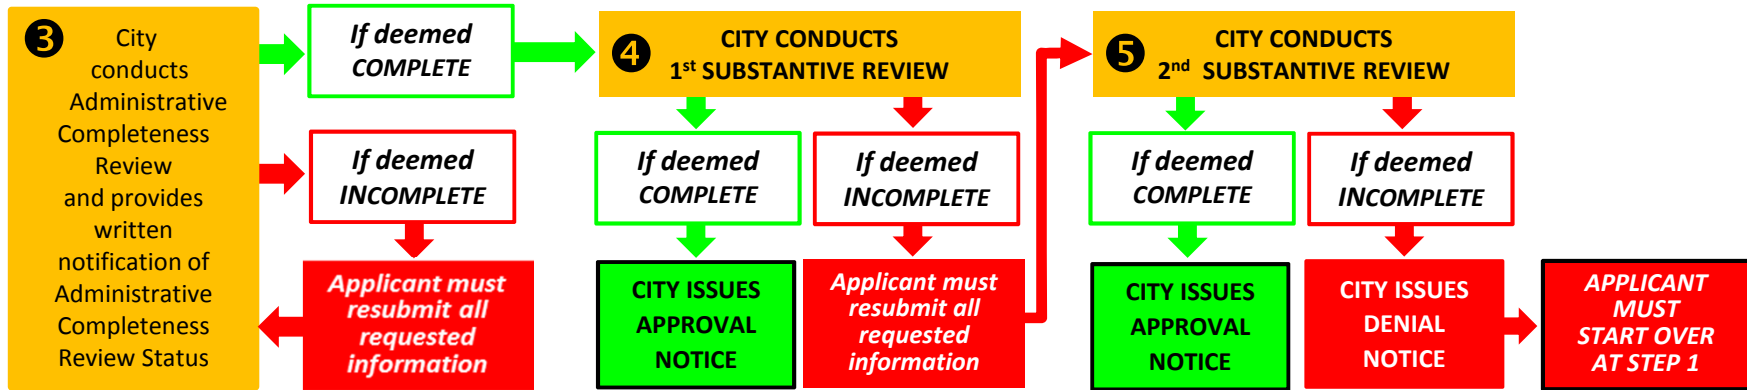 ❸ City
conducts
Administrative
Completeness
Review
and provides
written
notification of
Administrative
Completeness
Review Status
If deemed
COMPLETE
If deemed
INCOMPLETE
Applicant must
resubmit all
requested
information
❹ CITY CONDUCTS
1st SUBSTANTIVE REVIEW
If deemed
COMPLETE
CITY ISSUES
APPROVAL
NOTICE
If deemed
INCOMPLETE
Applicant must
resubmit all
requested
information
❺ CITY CONDUCTS
2nd SUBSTANTIVE REVIEW
If deemed
COMPLETE
CITY ISSUES
APPROVAL
NOTICE
If deemed
INCOMPLETE
CITY ISSUES
DENIAL
NOTICE
APPLICANT
MUST
START OVER
AT STEP 1